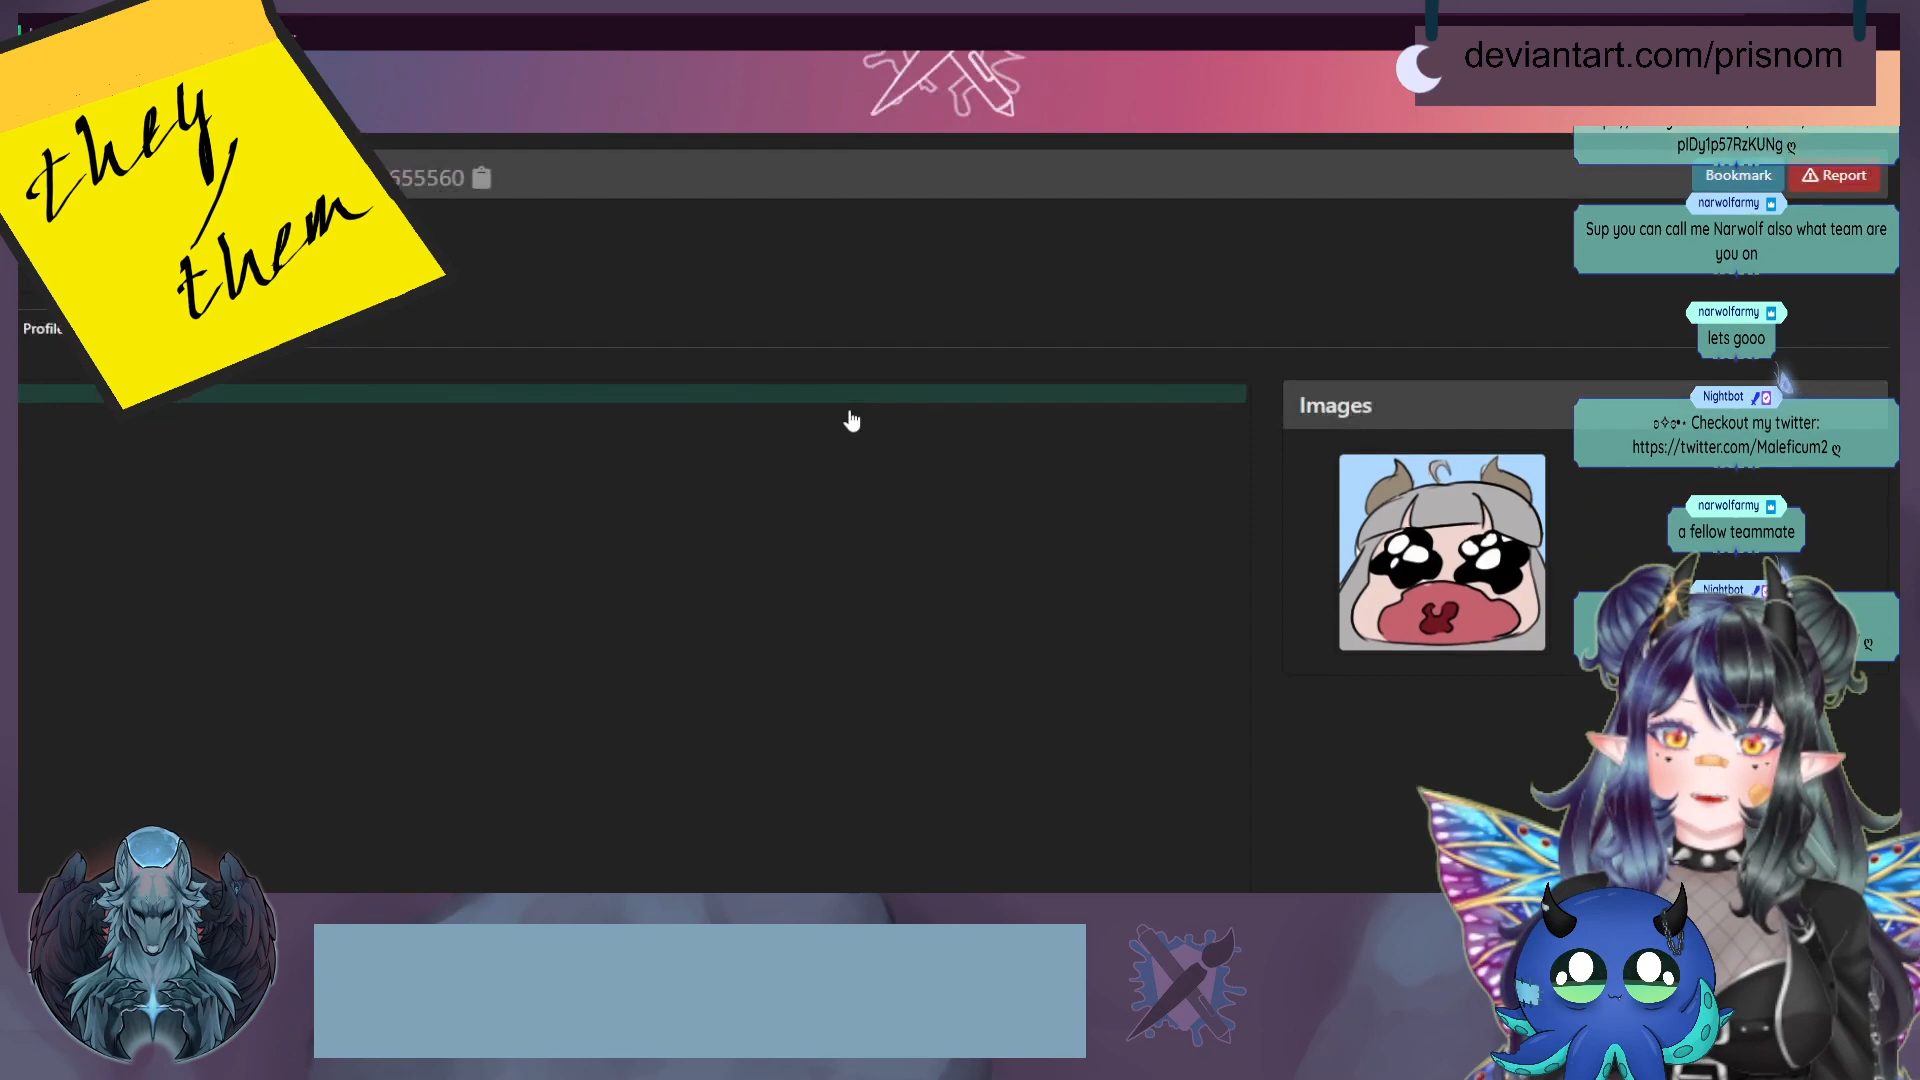 deviantart.com/prisnom
they
/
them
655560
Bookmark
Report
Profile
Images
plDy1p57RzKUNg ღ
narwolfarmy
Sup you can call me Narwolf also what team are
you on
narwolfarmy
lets gooo
Nightbot
Checkout my twitter:
https://twitter.com/Maleficum2 ღ
narwolfarmy
a fellow teammate
Nightbot
ღ